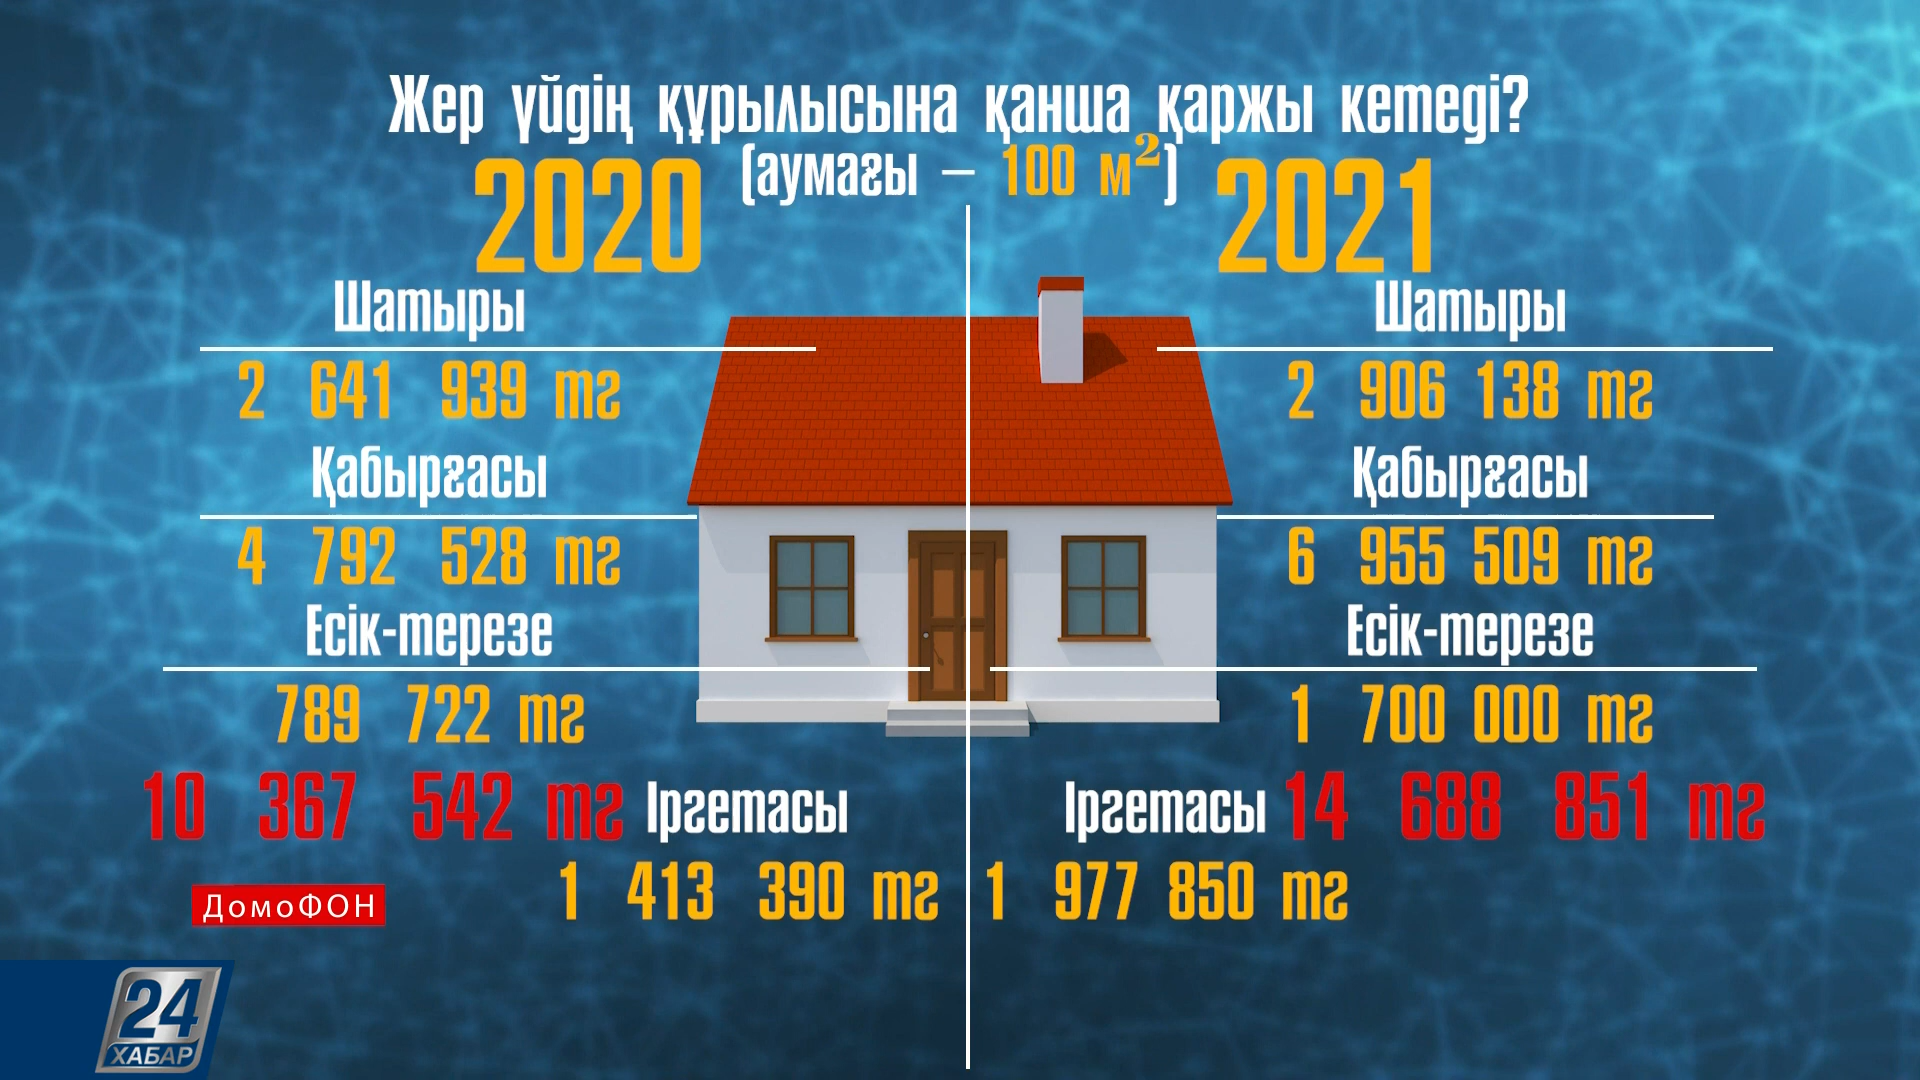 Жер үйдің құрылысына қанша қаржы кетеді?
(аумағы – 100 м²)
2020
Шатыры
2 641 939 тг
Қабырғасы
4 792 528 тг
Есік-терезе
789 722 тг
10 367 542 тг
Іргетасы
1 413 390 тг
2021
Шатыры
2 906 138 тг
Қабырғасы
6 955 509 тг
Есік-терезе
1 700 000 тг
Іргетасы
14 688 851 тг
1 977 850 тг
ДомоФОН
24
ХАБАР